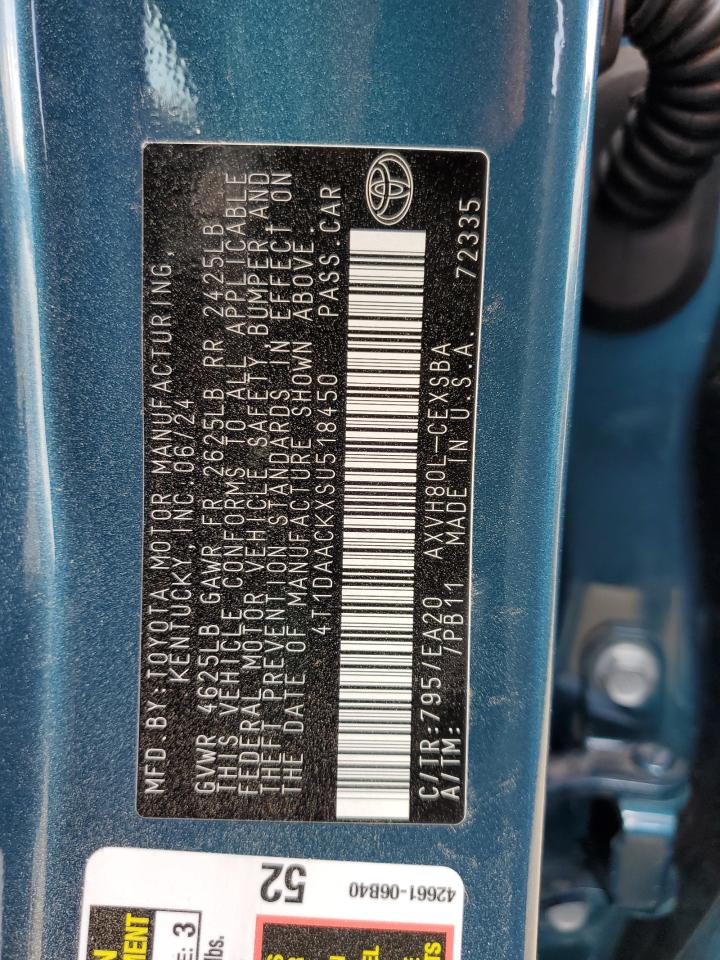 MFD.BY:TOYOTA MOTOR MANUFACTURING,
KENTUCKY, INC.06/24
GVWR 4625LB GAWR FR 2625LB RR 2425LB
THIS VEHICLE CONFORMS TO ALL APPLICABLE
FEDERAL MOTOR VEHICLE SAFETY, BUMPER AND
THEFT PREVENTION STANDARDS IN EFFECT ON
THE DATE OF MANUFACTURE SHOWN ABOVE.
4T1DAACKXSU518450 PASS.CAR
C/TR:795/EA20 AXVH80L-CEXSBA 72335
A/TM: /PB11 MADE IN U.S.A.
52
42661-06B40
3
lbs.